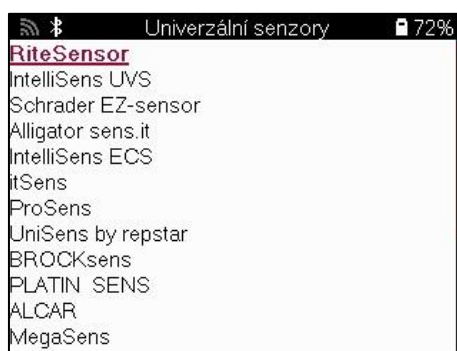 Univerzální senzory 72%
RiteSensor
IntelliSens UVS
Schrader EZ-sensor
Alligator sens.it
IntelliSens ECS
itSens
ProSens
UniSens by repstar
BROCKsens
PLATIN SENS
ALCAR
MegaSens